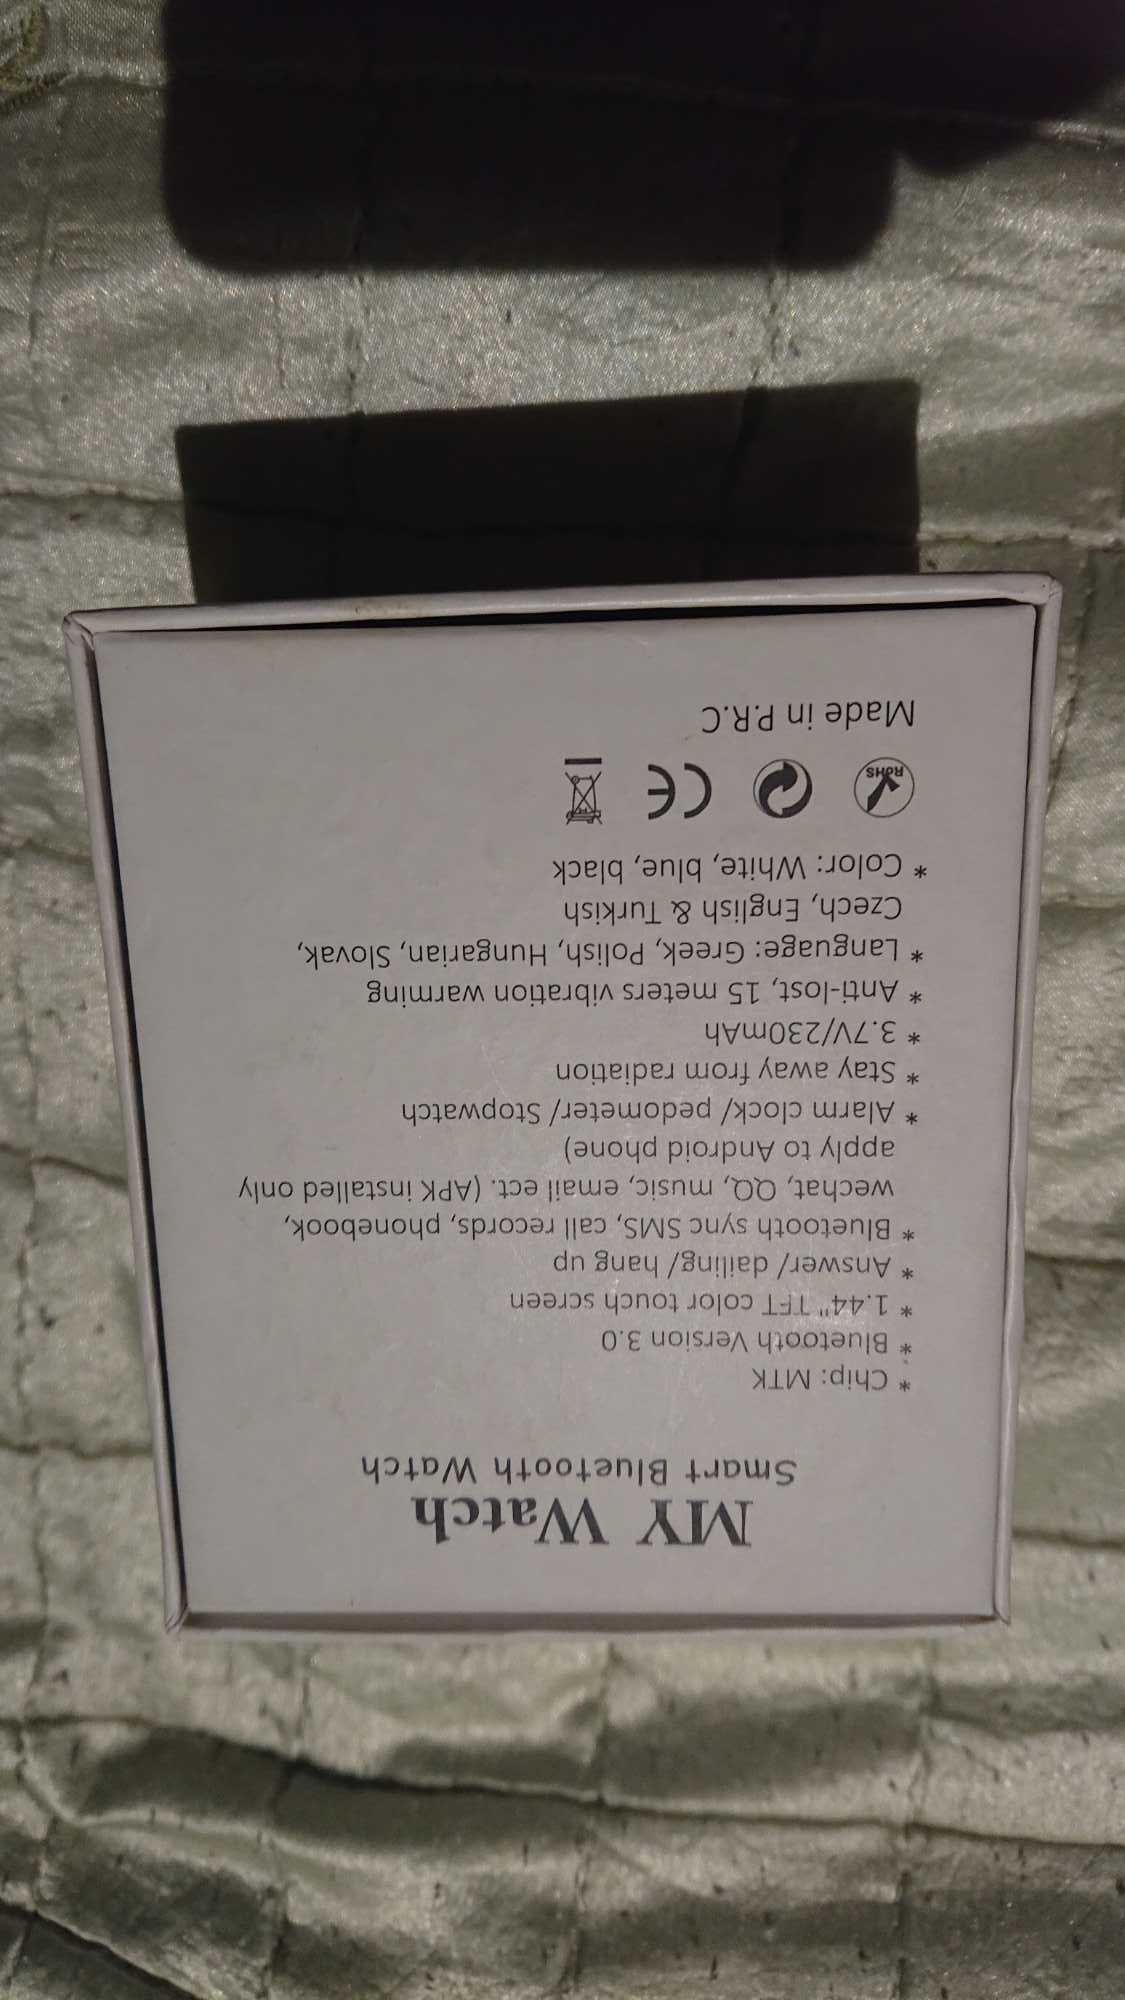 MY Watch
Smart Bluetooth Watch
* Chip: MTK
* Bluetooth Version 3.0
* 1.44" TFT color touch screen
* Answer/ dailing/ hang up
* Bluetooth sync SMS, call records, phonebook,
wechat, QQ, music, email ect. (APK installed only
apply to Android phone)
* Alarm clock/ pedometer/ Stopwatch
* Stay away from radiation
* 3.7V/230mAh
* Anti-lost, 15 meters vibration warming
* Language: Greek, Polish, Hungarian, Slovak,
Czech, English & Turkish
* Color: White, blue, black
RoHS CE
Made in P.R.C